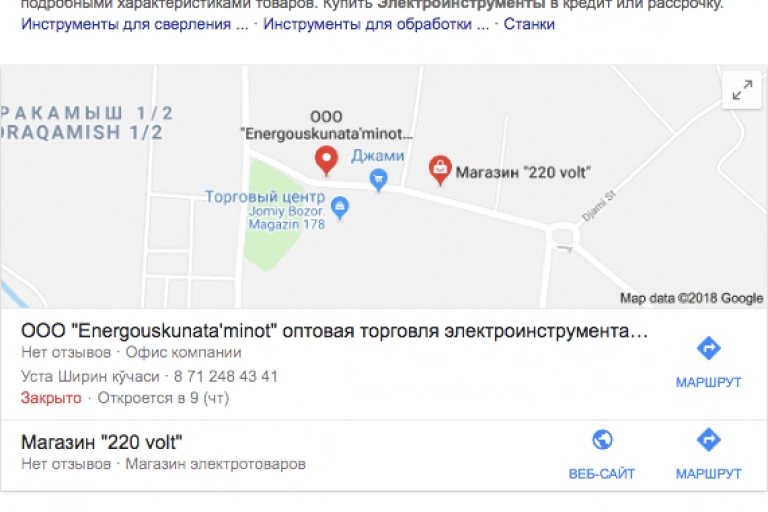 подробными характеристиками товаров. Купить Электроинструменты в кредит или рассрочку.
Инструменты для сверления ... · Инструменты для обработки ... · Станки
РАКАМЫШ 1/2
ORAQAMISH 1/2
ООО
"Energouskunata'minot...
Джами
Магазин "220 volt"
Торговый центр
Jomiy Bozor.
Magazin 178
Djami St
Map data ©2018 Google
ООО "Energouskunata'minot" оптовая торговля электроинструмента...
Нет отзывов · Офис компании
Уста Ширин кўчаси · 8 71 248 43 41
Закрыто · Откроется в 9 (чт)
МАРШРУТ
Магазин "220 volt"
Нет отзывов · Магазин электротоваров
ВЕБ-САЙТ
МАРШРУТ